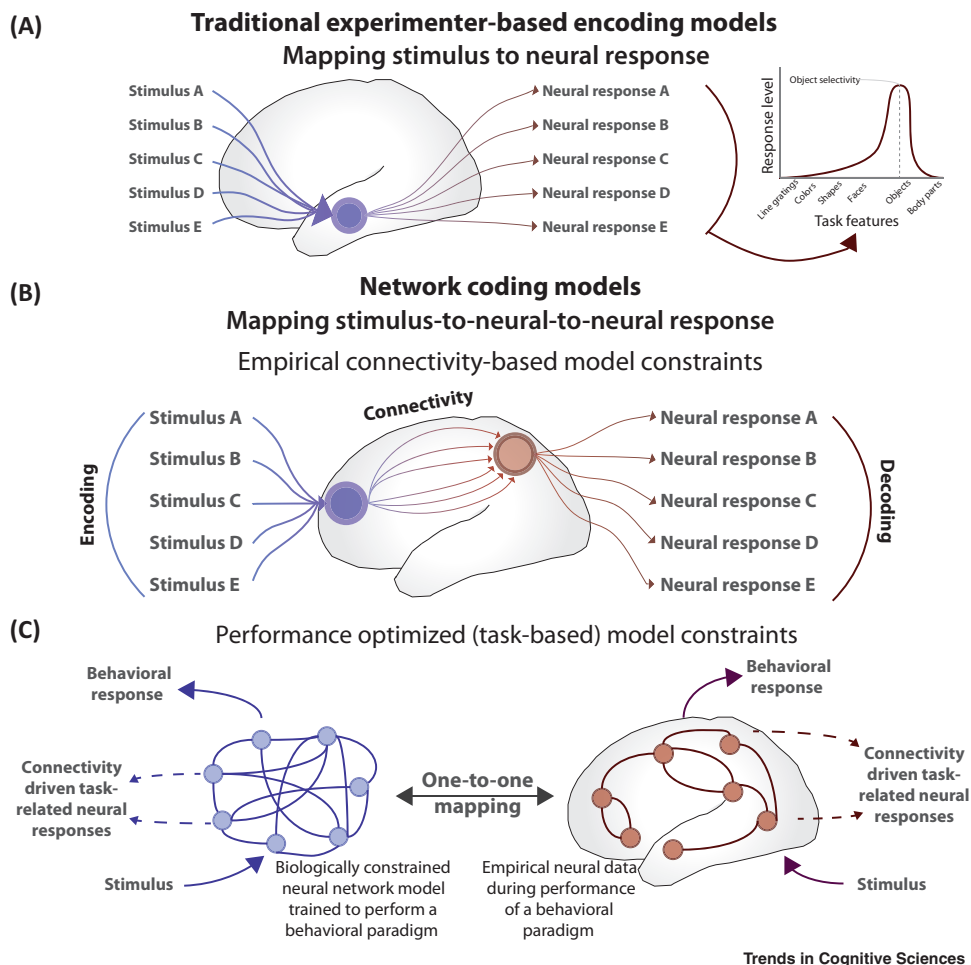 (A)
Traditional experimenter-based encoding models
Mapping stimulus to neural response
Stimulus A
Stimulus B
Stimulus C
Stimulus D
Stimulus E
Neural response A
Neural response B
Neural response C
Neural response D
Neural response E
Object selectivity
Response level
Line gratings
Colors
Shapes
Faces
Objects
Body parts
Task features
(B)
Network coding models
Mapping stimulus-to-neural-to-neural response
Empirical connectivity-based model constraints
Encoding
Stimulus A
Stimulus B
Stimulus C
Stimulus D
Stimulus E
Connectivity
Neural response A
Neural response B
Neural response C
Neural response D
Neural response E
Decoding
(C)
Performance optimized (task-based) model constraints
Behavioral
response
Connectivity
driven task-
related neural
responses
Stimulus
Biologically constrained
neural network model
trained to perform a
behavioral paradigm
One-to-one
mapping
Empirical neural data
during performance
of a behavioral
paradigm
Behavioral
response
Connectivity
driven task-
related neural
responses
Stimulus
Trends in Cognitive Sciences